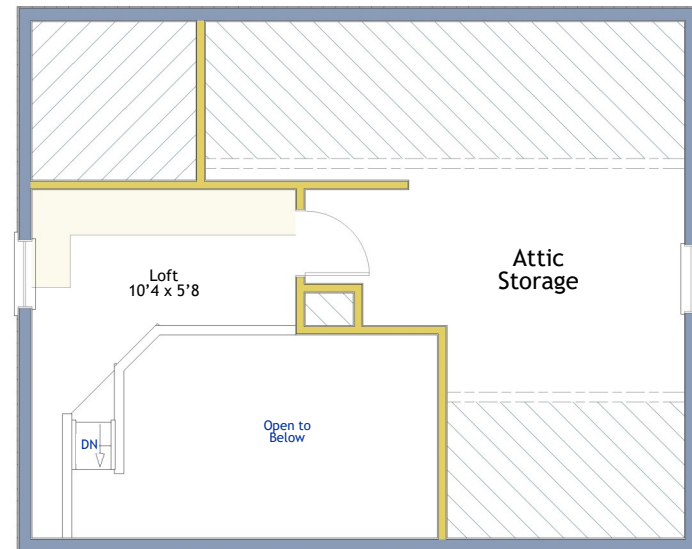 Attic
Storage
Loft
10’4 x 5’8
Open to
Below
DN